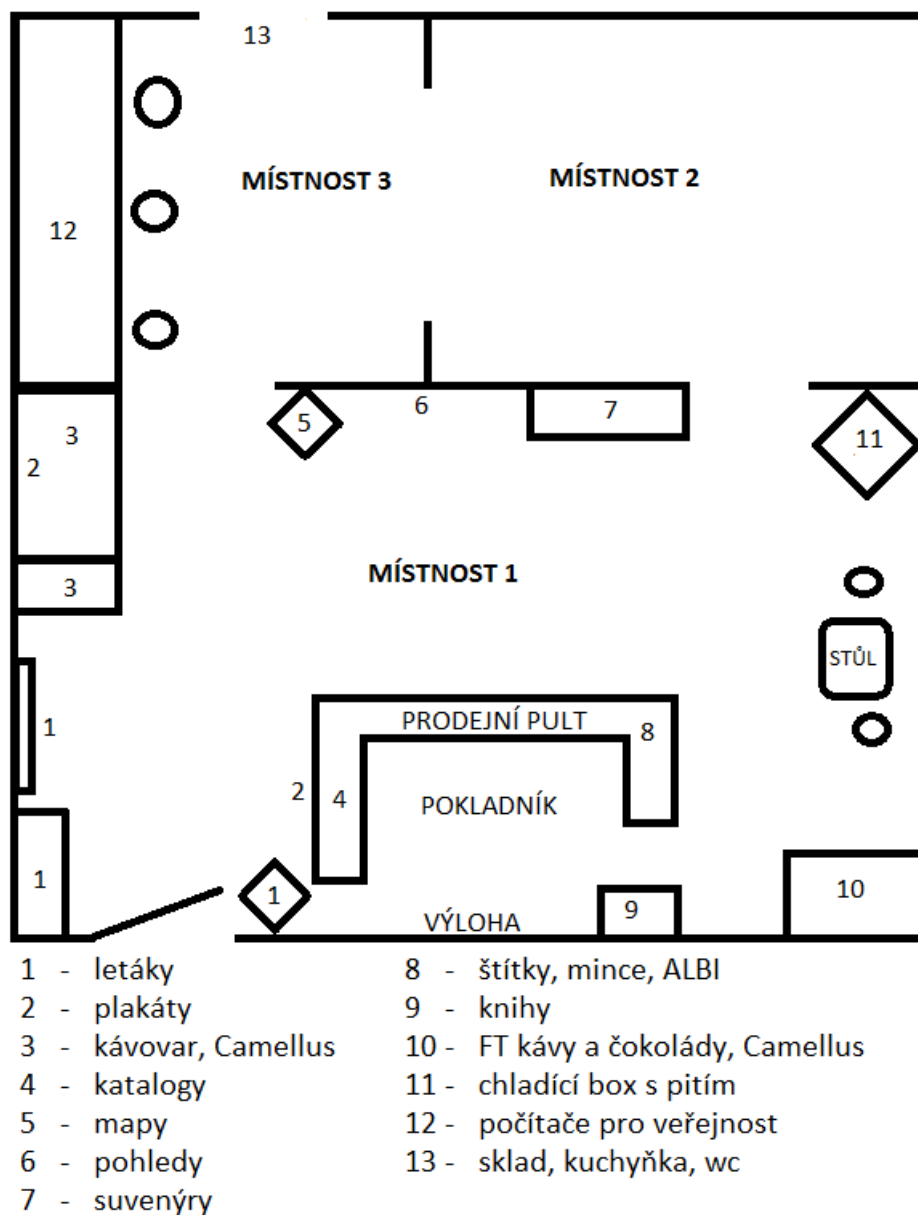 13
MÍSTNOST 3
MÍSTNOST 2
12
5
6
7
3
2
11
MÍSTNOST 1
3
STŮL
1
PRODEJNÍ PULT
8
2
4
POKLADNÍK
1
1
9
10
VÝLOHA
1 - letáky
2 - plakáty
3 - kávovar, Camellus
4 - katalogy
5 - mapy
6 - pohledy
7 - suvenýry
8 - štítky, mince, ALBI
9 - knihy
10 - FT kávy a čokolády, Camellus
11 - chladící box s pitím
12 - počítače pro veřejnost
13 - sklad, kuchyňka, wc